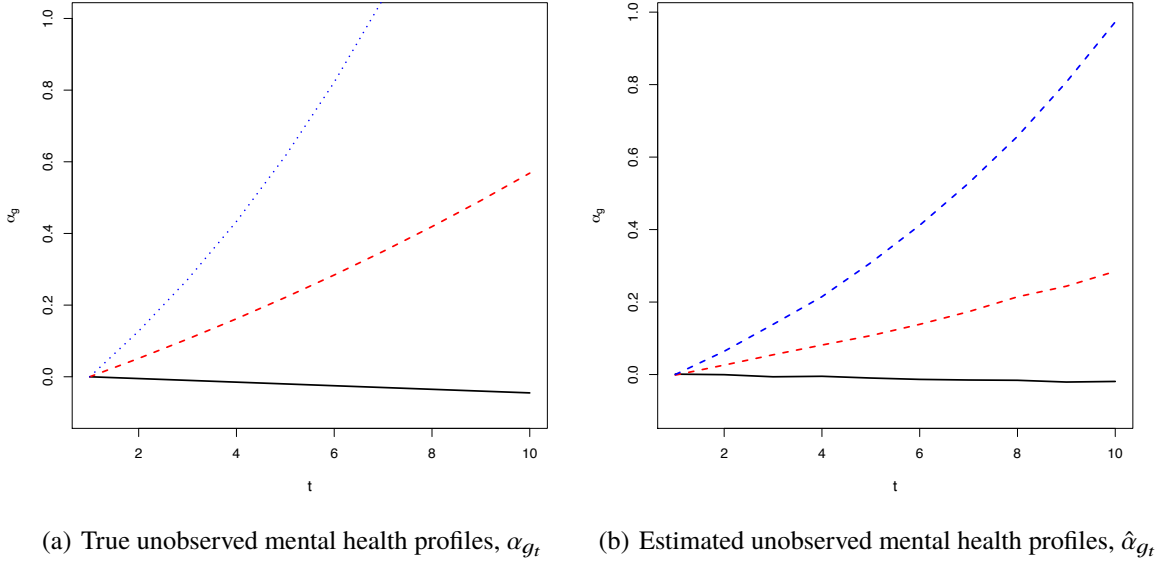 1.0
0.8
0.6
0.4
0.2
0.0
α_g
2 4 6 8 10
t
(a) True unobserved mental health profiles, α_{g_t}
1.0
0.8
0.6
0.4
0.2
0.0
α_g
2 4 6 8 10
t
(b) Estimated unobserved mental health profiles, α̂_{g_t}